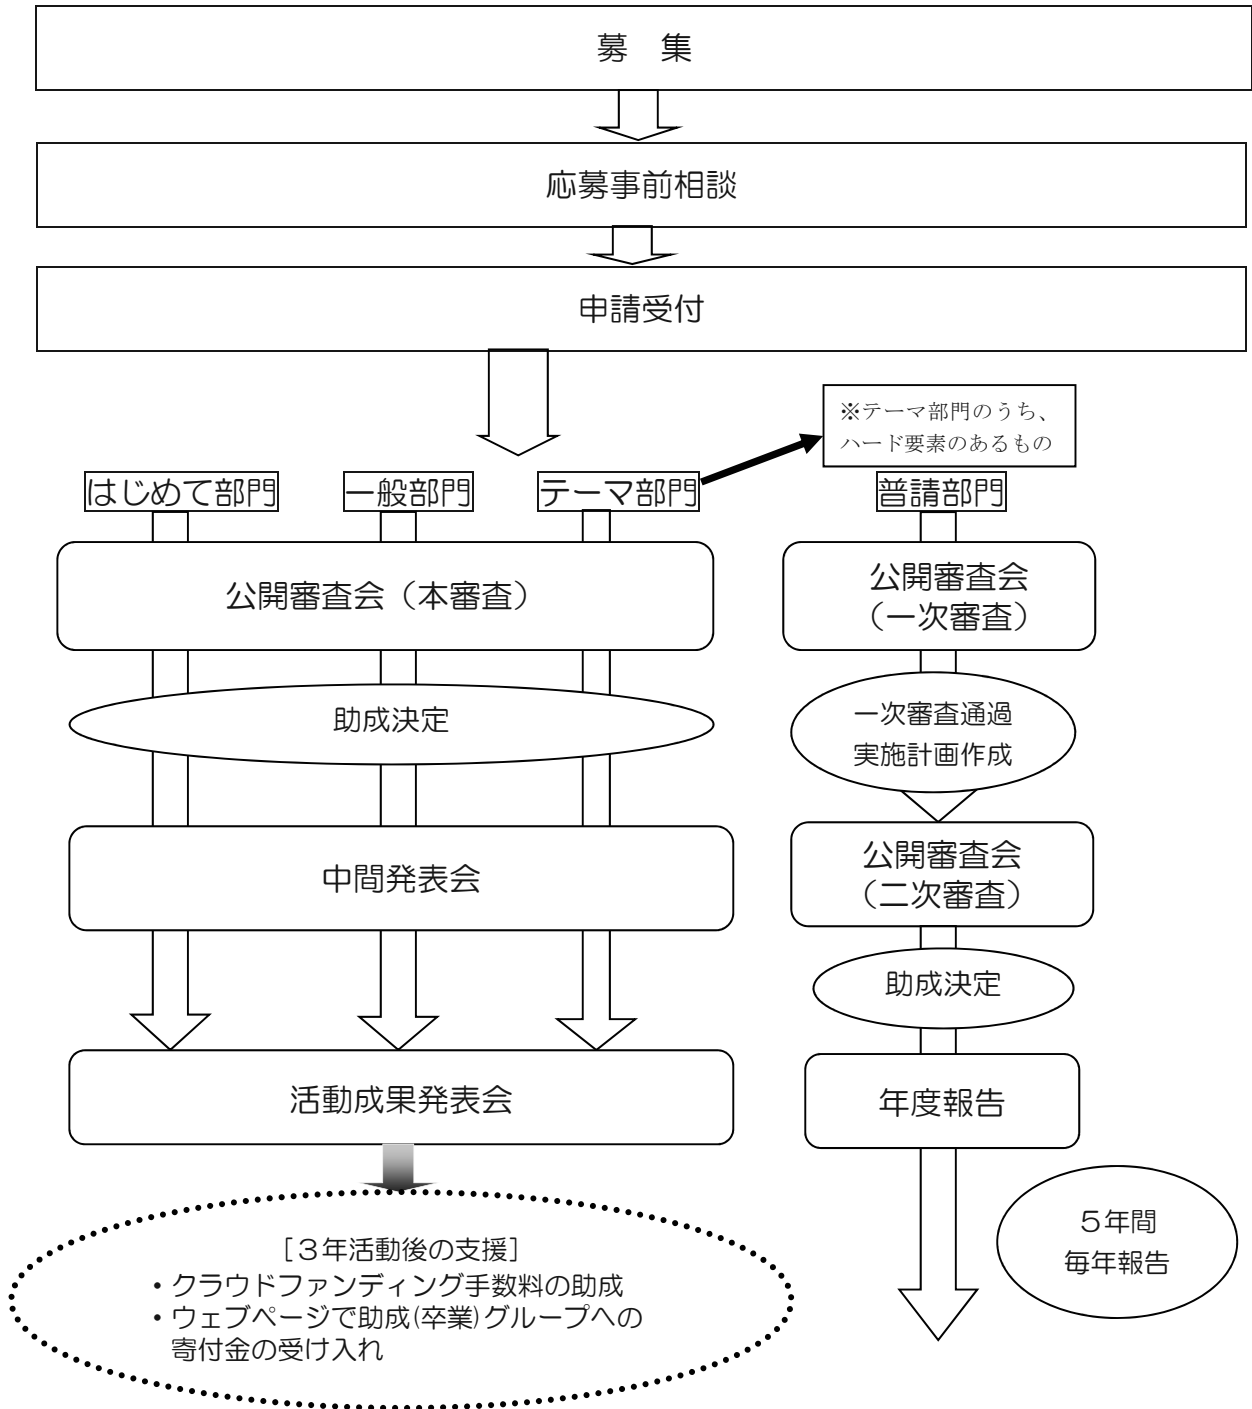 募　集
応募事前相談
申請受付
※テーマ部門のうち、
ハード要素のあるもの
はじめて部門
一般部門
テーマ部門
普請部門
公開審査会（本審査）
助成決定
中間発表会
活動成果発表会
［３年活動後の支援］
・クラウドファンディング手数料の助成
・ウェブページで助成(卒業)グループへの
寄付金の受け入れ
公開審査会
（一次審査）
一次審査通過
実施計画作成
公開審査会
（二次審査）
助成決定
年度報告
５年間
毎年報告